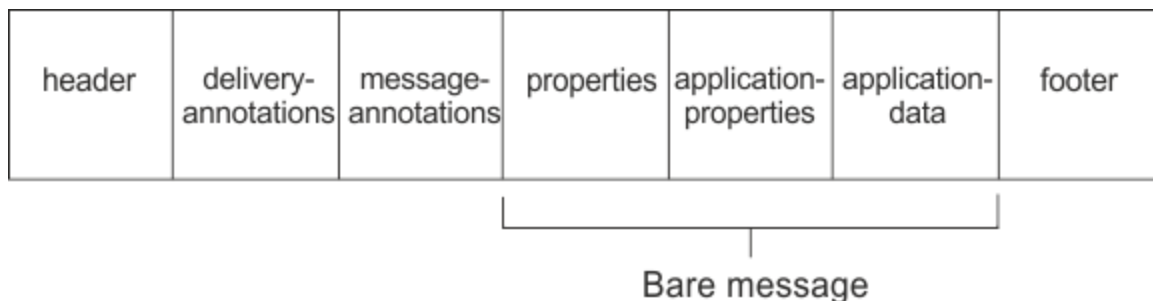 header
delivery-
annotations
message-
annotations
properties
application-
properties
application-
data
footer
Bare message